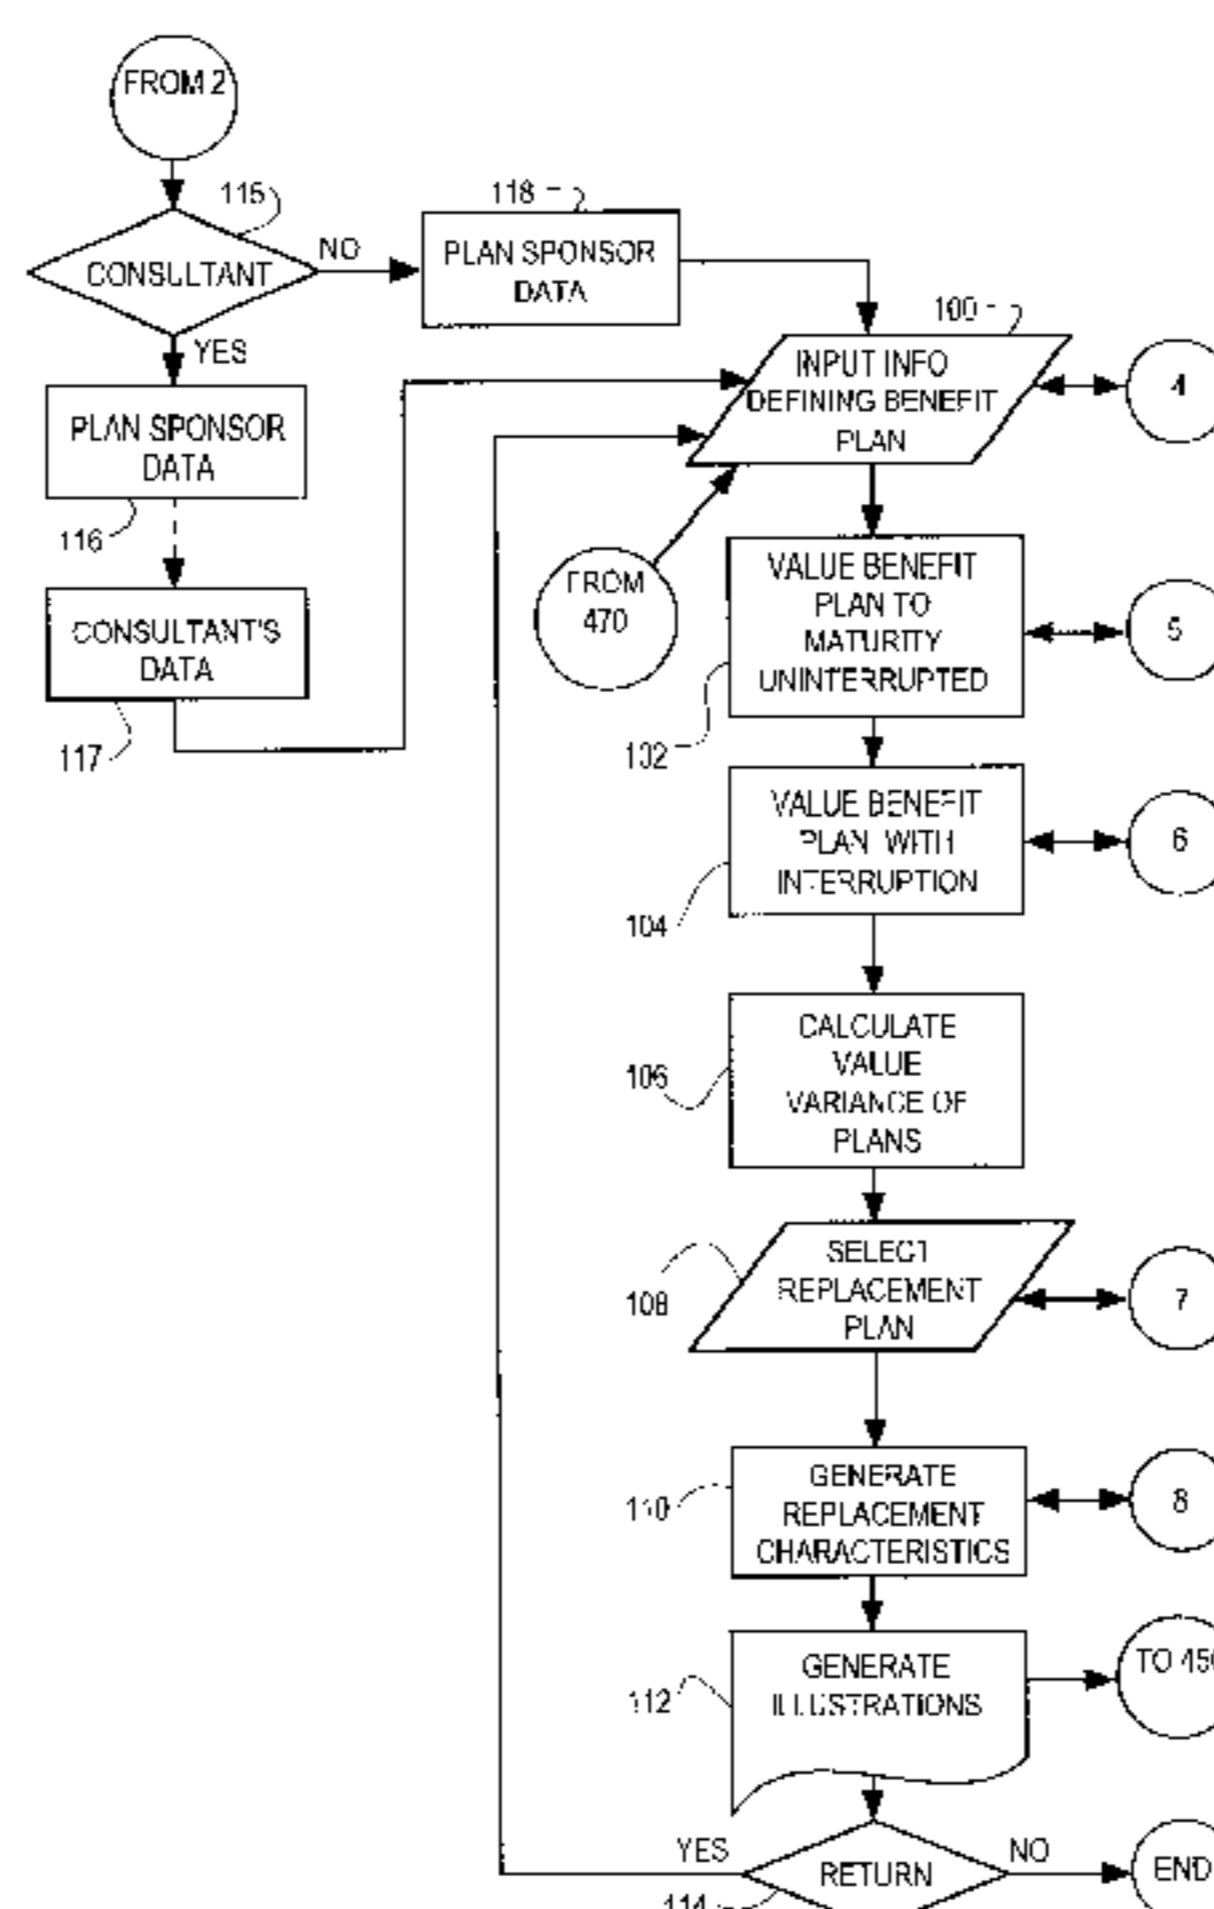 FROM 2
115
CONSULTANT
NO
118
PLAN SPONSOR
DATA
YES
PLAN SPONSOR
DATA
116
CONSULTANT'S
DATA
117
100
INPUT INFO
DEFINING BENEFIT
PLAN
4
FROM
470
VALUE BENEFIT
PLAN TO
MATURITY
UNINTERRUPTED
102
5
VALUE BENEFIT
PLAN WITH
INTERRUPTION
104
6
CALCULATE
VALUE
VARIANCE OF
PLANS
106
SELECT
REPLACEMENT
PLAN
108
7
GENERATE
REPLACEMENT
CHARACTERISTICS
110
8
GENERATE
ILLUSTRATIONS
112
TO 450
YES
RETURN
NO
END
114